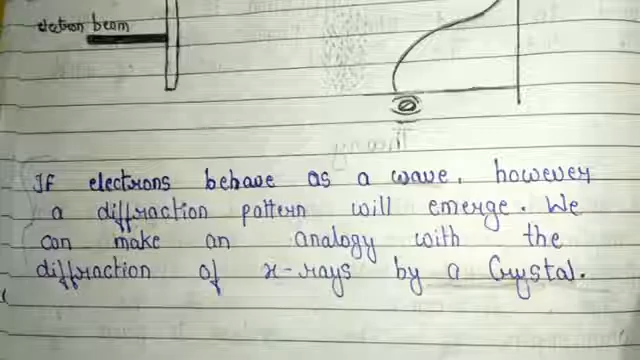 electron beam
If electrons behave as a wave, however
a diffraction pattern will emerge. We
can make an analogy with the
diffraction of x-rays by a Crystal.